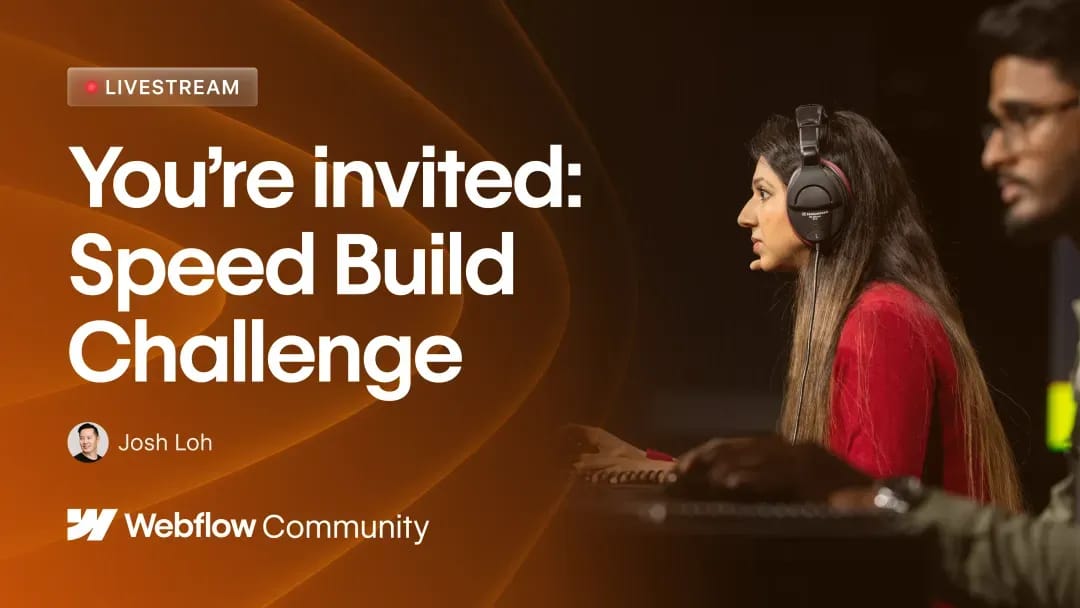 LIVESTREAM
You’re invited:
Speed Build
Challenge
Josh Loh
Webflow Community